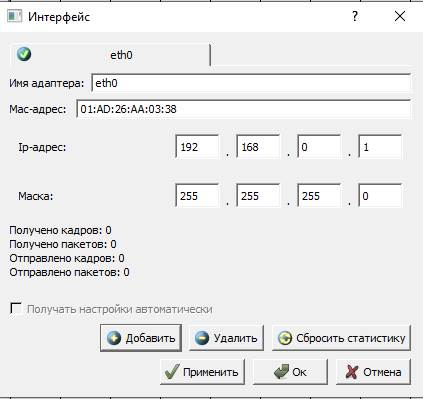 Интерфейс ? ×
eth0
Имя адаптера: eth0
Mac-адрес: 01:AD:26:AA:03:38
Ip-адрес: 192 . 168 . 0 . 1
Маска: 255 . 255 . 255 . 0
Получено кадров: 0
Получено пакетов: 0
Отправлено кадров: 0
Отправлено пакетов: 0
Получать настройки автоматически
Добавить Удалить Сбросить статистику
Применить Ок Отмена